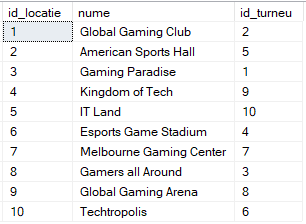 id_locatie nume id_turneu
1 Global Gaming Club 2
2 American Sports Hall 5
3 Gaming Paradise 1
4 Kingdom of Tech 9
5 IT Land 10
6 Esports Game Stadium 4
7 Melbourne Gaming Center 7
8 Gamers all Around 3
9 Global Gaming Arena 8
10 Techtropolis 6